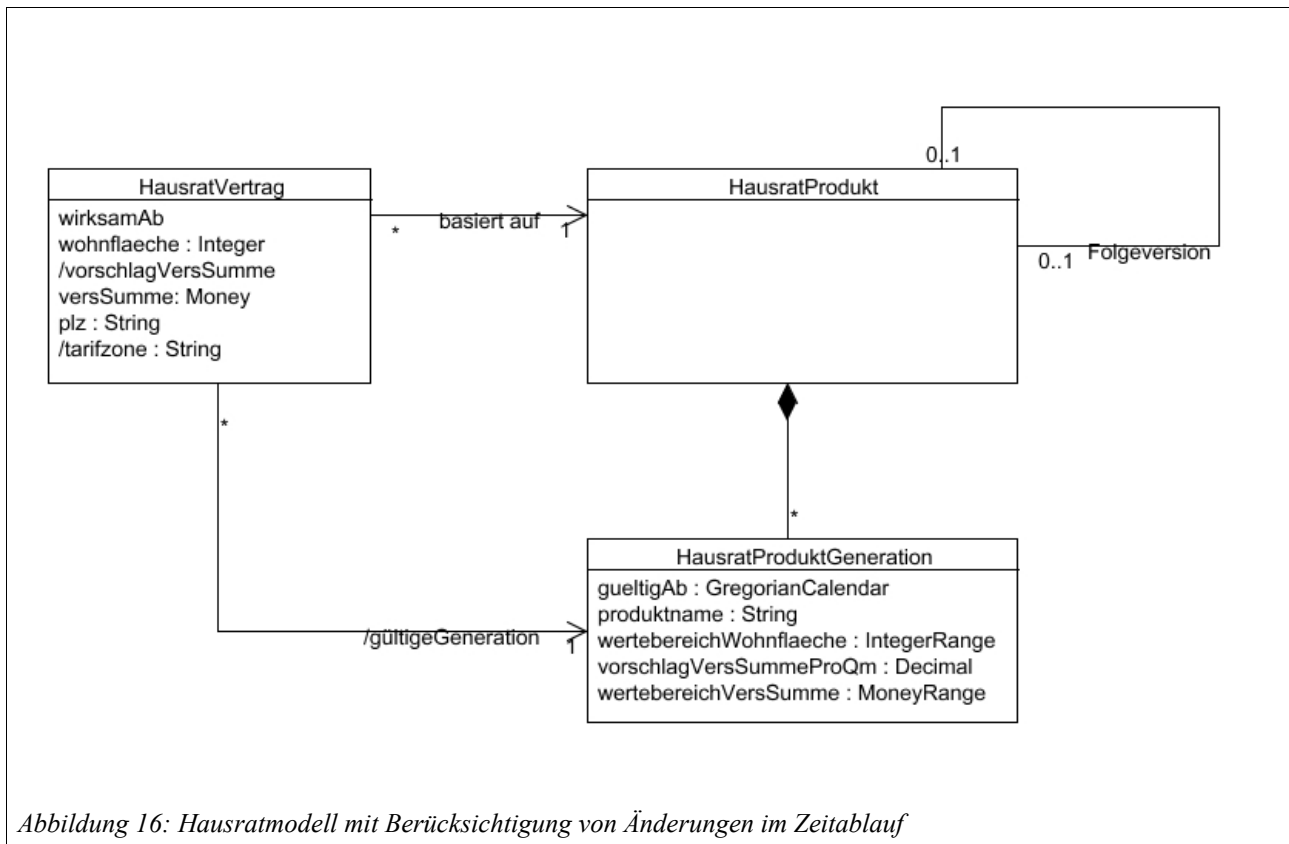 0..1
HausratVertrag
HausratProdukt
wirksamAb
wohnflaeche : Integer
/vorschlagVersSumme
versSumme: Money
plz : String
/tarifzone : String
* basiert auf 1
0..1 Folgeversion
*
*
HausratProduktGeneration
gueltigAb : GregorianCalendar
produktname : String
wertebereichWohnflaeche : IntegerRange
vorschlagVersSummeProQm : Decimal
wertebereichVersSumme : MoneyRange
/gültigeGeneration 1
Abbildung 16: Hausratmodell mit Berücksichtigung von Änderungen im Zeitablauf